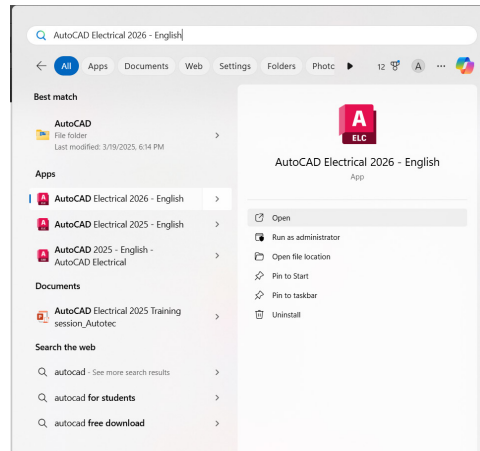 AutoCAD Electrical 2026 - English
All Apps Documents Web Settings Folders Photo 12 A ...
Best match
AutoCAD
File folder
Last modified: 3/19/2025, 6:14 PM
Apps
AutoCAD Electrical 2026 - English
AutoCAD Electrical 2025 - English
AutoCAD 2025 - English -
AutoCAD Electrical
Documents
AutoCAD Electrical 2025 Training
session_Autotec
Search the web
autocad - See more search results
autocad for students
autocad free download
A
ELC
AutoCAD Electrical 2026 - English
App
Open
Run as administrator
Open file location
Pin to Start
Pin to taskbar
Uninstall